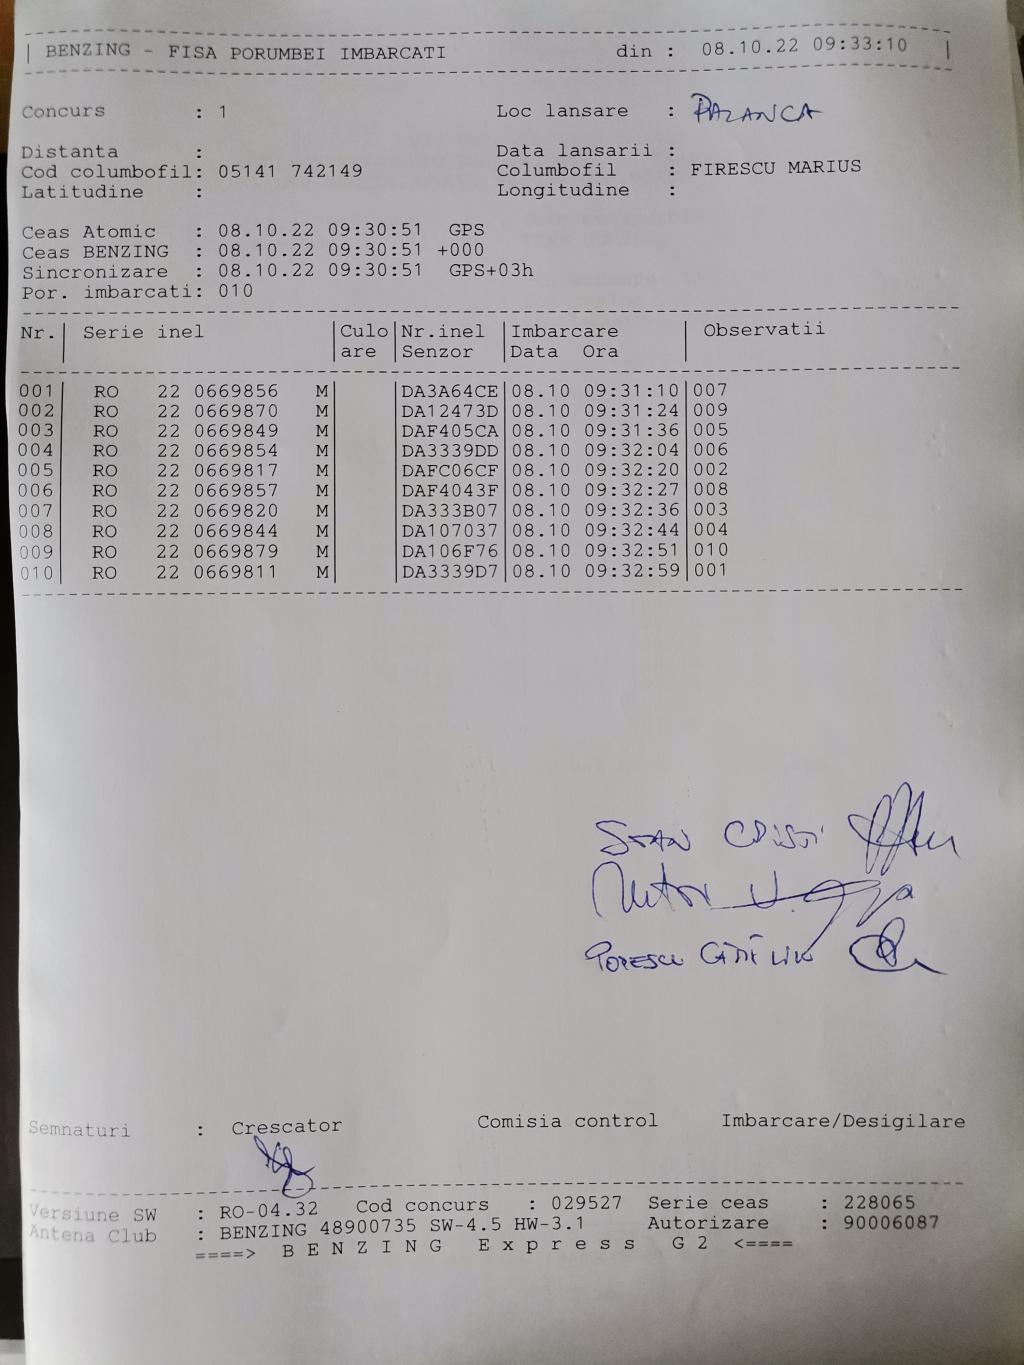 BENZING - FISA PORUMBEI IMBARCATI din : 08.10.22 09:33:10
Concurs : 1 Loc lansare : PALANCA
Distanta : Data lansarii :
Cod columbofil: 05141 742149 Columbofil : FIRESCU MARIUS
Latitudine : Longitudine :
Ceas Atomic : 08.10.22 09:30:51 GPS
Ceas BENZING : 08.10.22 09:30:51 +000
Sincronizare : 08.10.22 09:30:51 GPS+03h
Por. imbarcati: 010
Nr.| Serie inel |Culo|Nr.inel |Imbarcare | Observatii
| |are |Senzor |Data Ora |
001| RO 22 0669856 M| |DA3A64CE|08.10 09:31:10|007
002| RO 22 0669870 M| |DA12473D|08.10 09:31:24|009
003| RO 22 0669849 M| |DAF405CA|08.10 09:31:36|005
004| RO 22 0669854 M| |DA3339DD|08.10 09:32:04|006
005| RO 22 0669817 M| |DAFC06CF|08.10 09:32:20|002
006| RO 22 0669857 M| |DAF4043F|08.10 09:32:27|008
007| RO 22 0669820 M| |DA333B07|08.10 09:32:36|003
008| RO 22 0669844 M| |DA107037|08.10 09:32:44|004
009| RO 22 0669879 M| |DA106F76|08.10 09:32:51|010
010| RO 22 0669811 M| |DA3339D7|08.10 09:32:59|001
STAN CRISTI
POPESCU CĂTĂLIN
Semnaturi : Crescator Comisia control Imbarcare/Desigilare
Versiune SW : RO-04.32 Cod concurs : 029527 Serie ceas : 228065
Antena Club : BENZING 48900735 SW-4.5 HW-3.1 Autorizare : 90006087
====> B E N Z I N G E x p r e s s G 2 <====